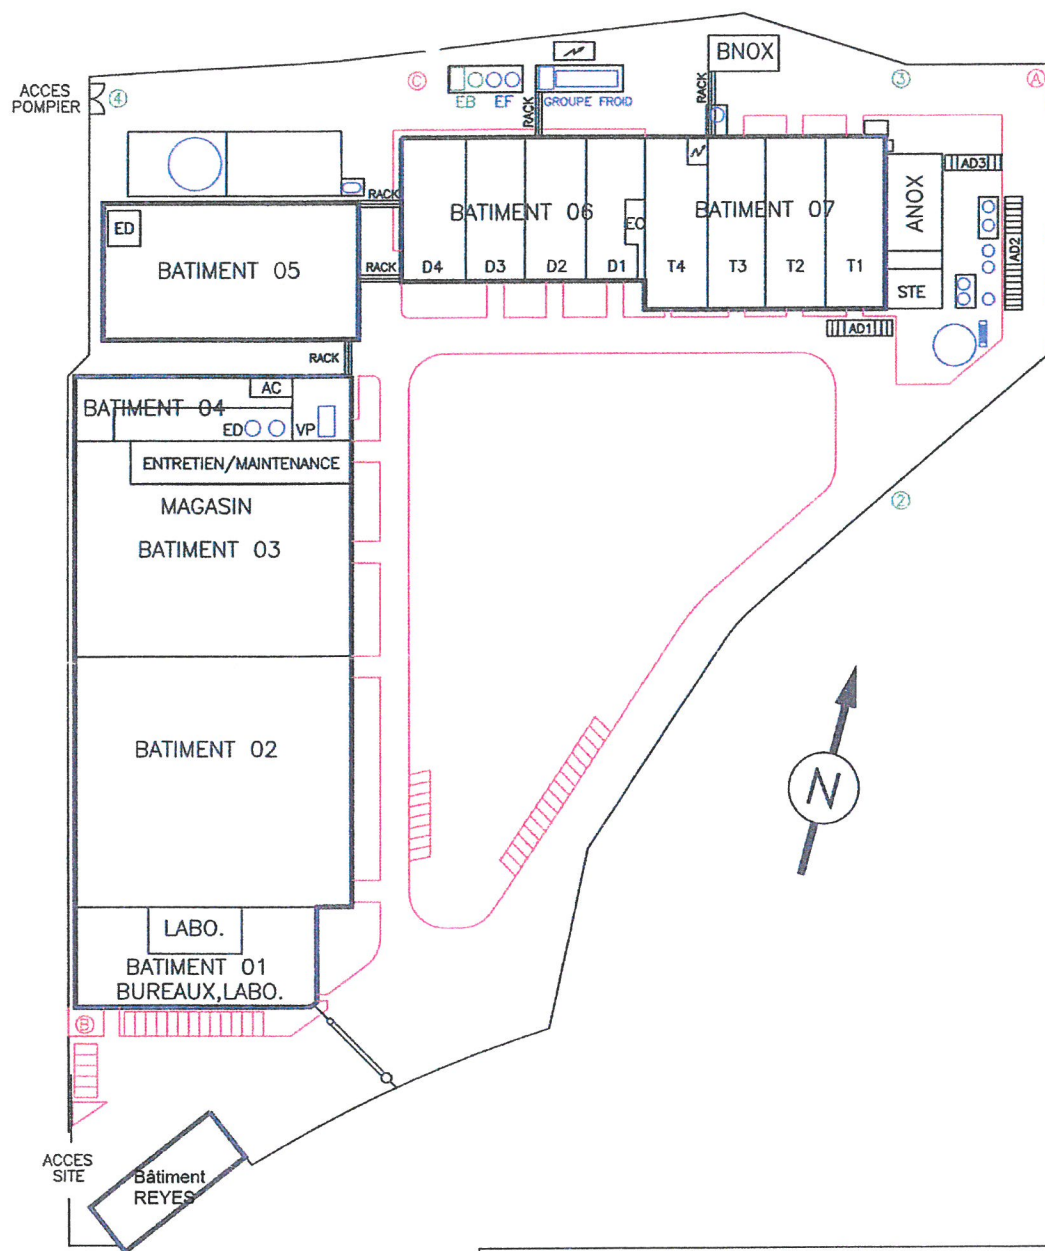 BNOX
ACCES
POMPIER
④
Ⓒ
EB EF
GROUPE FROID
RACK
RACK
③
Ⓐ
RACK
RACK
ED
BATIMENT 05
BATIMENT 06
EC
BATIMENT 07
D4 D3 D2 D1 T4 T3 T2 T1
ANOX
STE
AD3
AD2
AD1
RACK
AC
BATIMENT 04
ED
VP
ENTRETIEN/MAINTENANCE
MAGASIN
BATIMENT 03
②
BATIMENT 02
N
LABO.
BATIMENT 01
BUREAUX,LABO.
Ⓑ
ACCES
SITE
Bâtiment
REYES